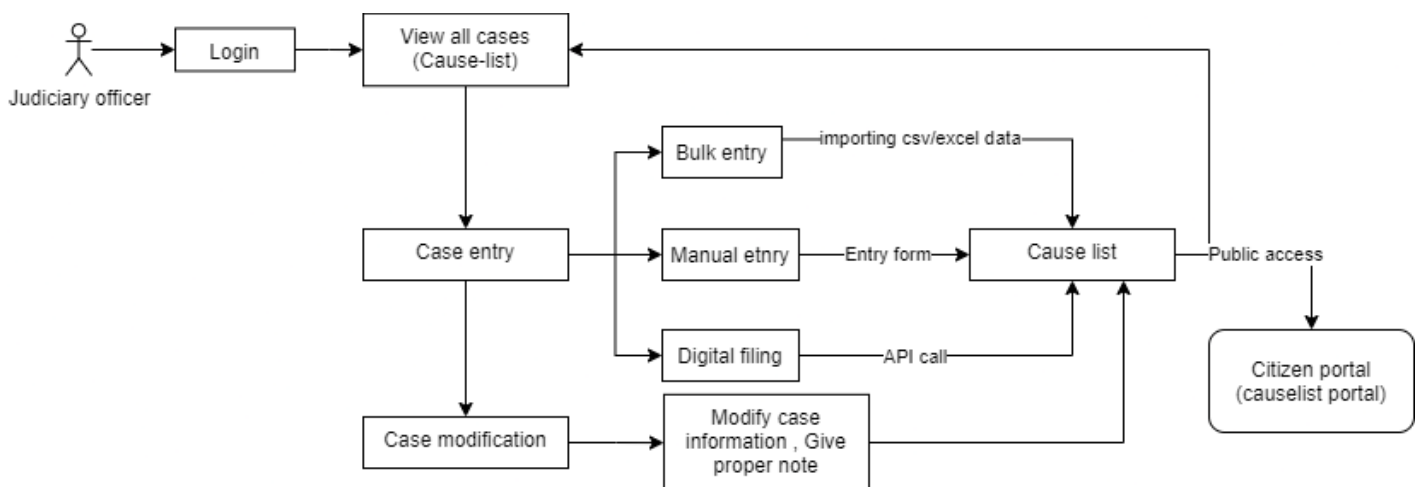 Login
View all cases
(Cause-list)
Judiciary officer
Bulk entry
importing csv/excel data
Case entry
Manual etnry
Entry form
Cause list
Public access
Digital filing
API call
Citizen portal
(causelist portal)
Case modification
Modify case
information , Give
proper note